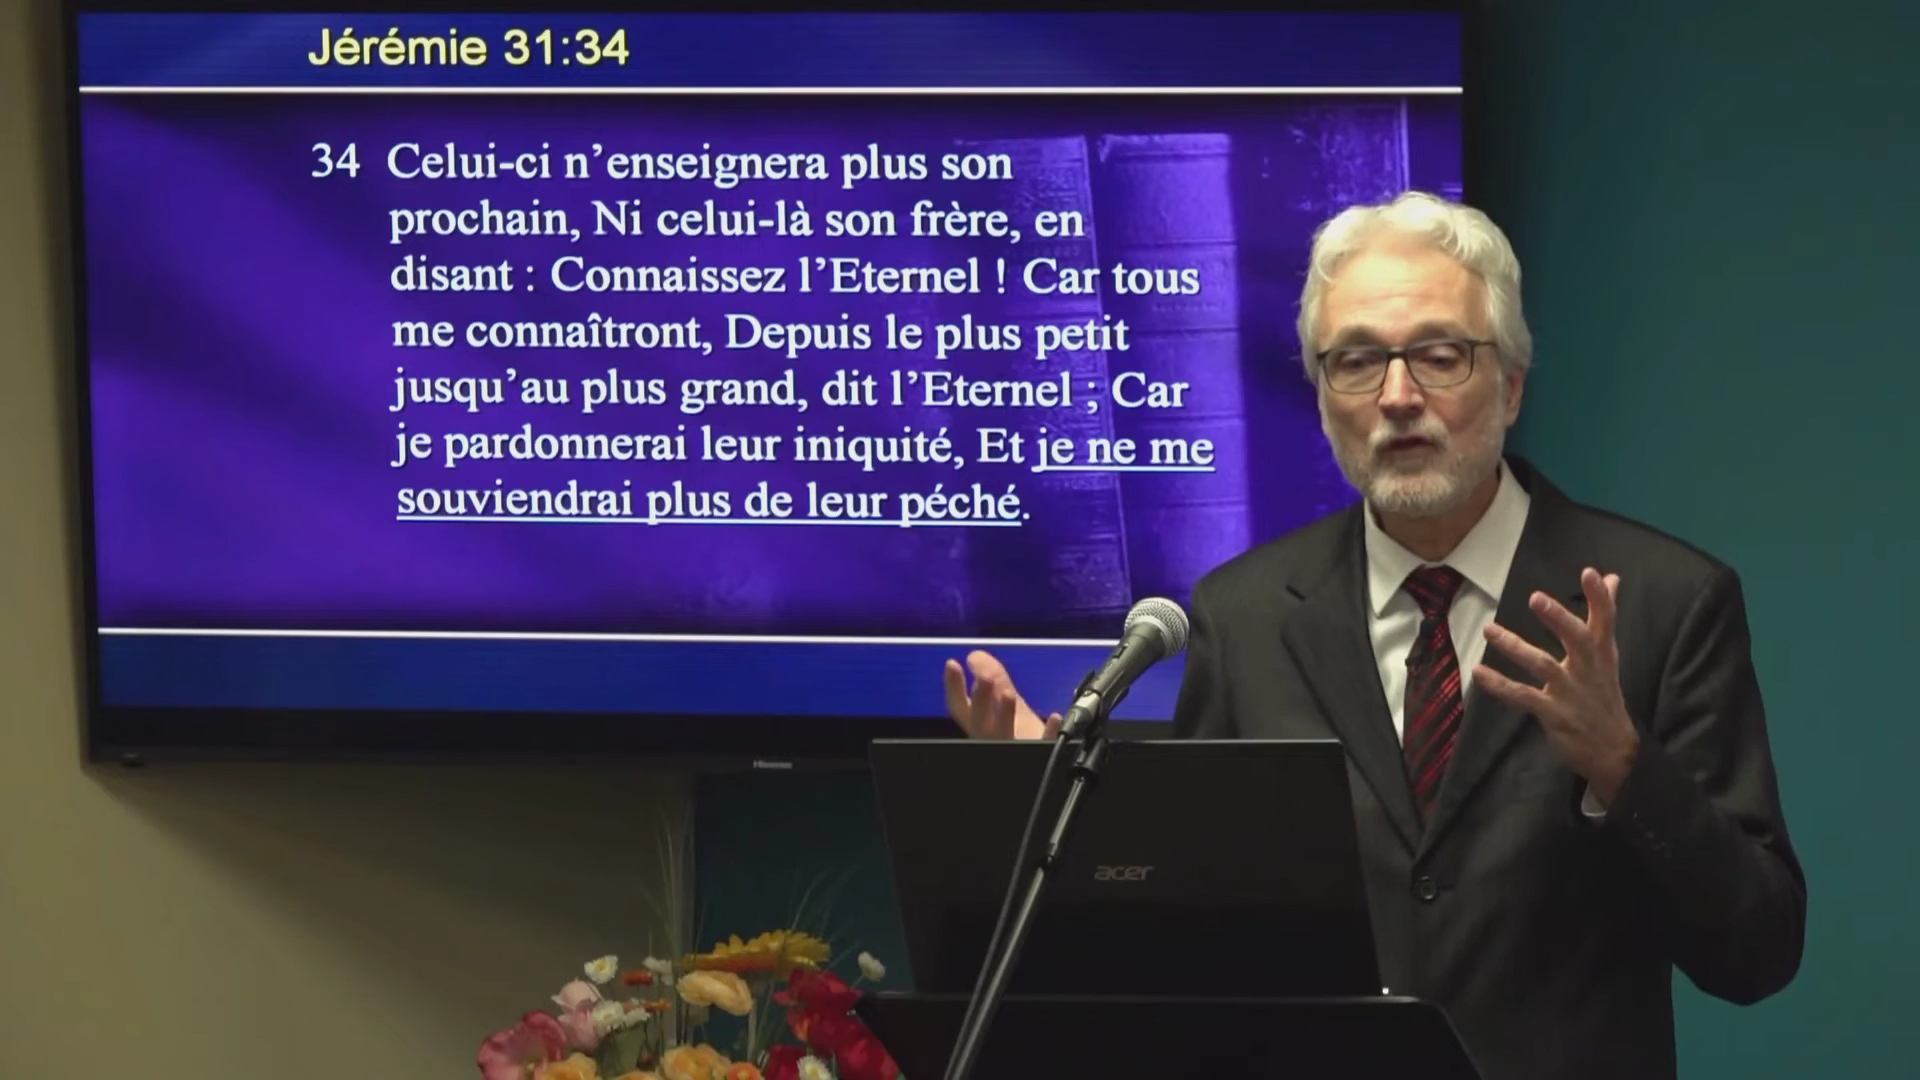 Jérémie 31:34
34 Celui-ci n’enseignera plus son
prochain, Ni celui-là son frère, en
disant : Connaissez l’Eternel ! Car tous
me connaîtront, Depuis le plus petit
jusqu’au plus grand, dit l’Eternel ; Car
je pardonnerai leur iniquité, Et je ne me
souviendrai plus de leur péché.
Hisense
acer